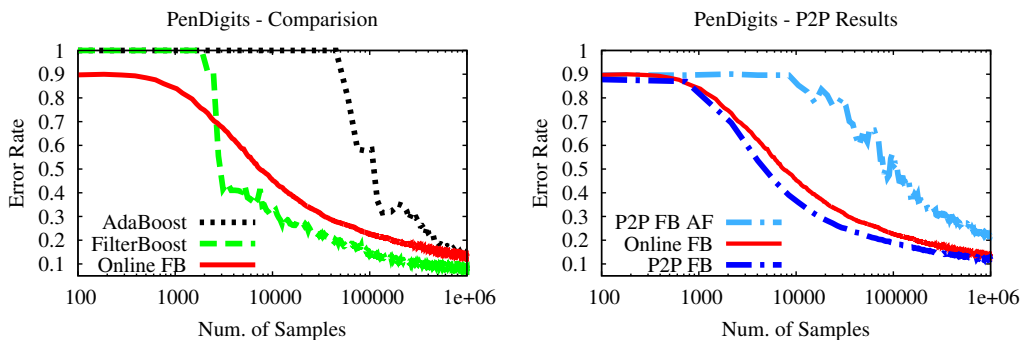 PenDigits - Comparision
Error Rate
1
0.9
0.8
0.7
0.6
0.5
0.4
0.3
0.2
0.1
AdaBoost
FilterBoost
Online FB
100 1000 10000 100000 1e+06
Num. of Samples
PenDigits - P2P Results
Error Rate
1
0.9
0.8
0.7
0.6
0.5
0.4
0.3
0.2
0.1
P2P FB AF
Online FB
P2P FB
100 1000 10000 100000 1e+06
Num. of Samples